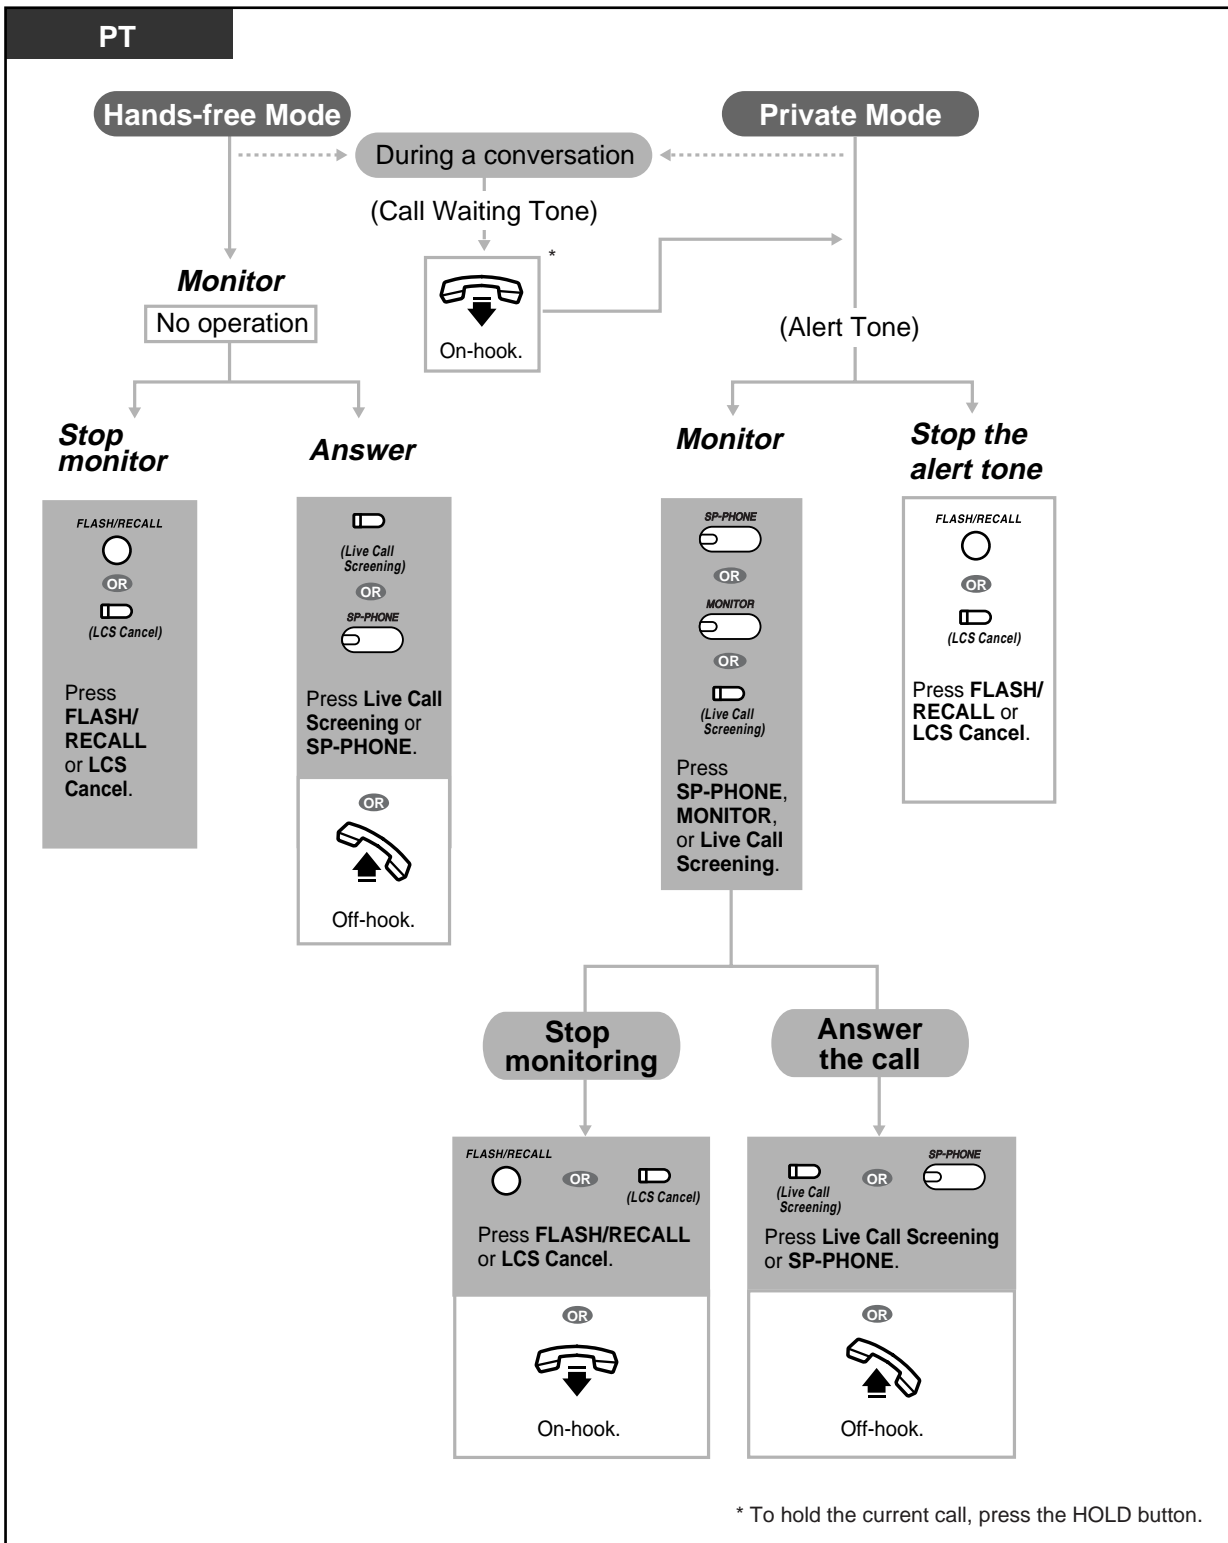 PT
Hands-free Mode
Private Mode
During a conversation
(Call Waiting Tone)
*
On-hook.
Monitor
No operation
(Alert Tone)
Stop
monitor
FLASH/RECALL
OR
(LCS Cancel)
Press
FLASH/
RECALL
or LCS
Cancel.
Answer
(Live Call
Screening)
OR
SP-PHONE
Press Live Call
Screening or
SP-PHONE.
OR
Off-hook.
Monitor
SP-PHONE
OR
MONITOR
OR
(Live Call
Screening)
Press
SP-PHONE,
MONITOR,
or Live Call
Screening.
Stop the
alert tone
FLASH/RECALL
OR
(LCS Cancel)
Press FLASH/
RECALL or
LCS Cancel.
Stop
monitoring
FLASH/RECALL
OR
(LCS Cancel)
Press FLASH/RECALL
or LCS Cancel.
OR
On-hook.
Answer
the call
(Live Call
Screening)
OR
SP-PHONE
Press Live Call Screening
or SP-PHONE.
OR
Off-hook.
* To hold the current call, press the HOLD button.